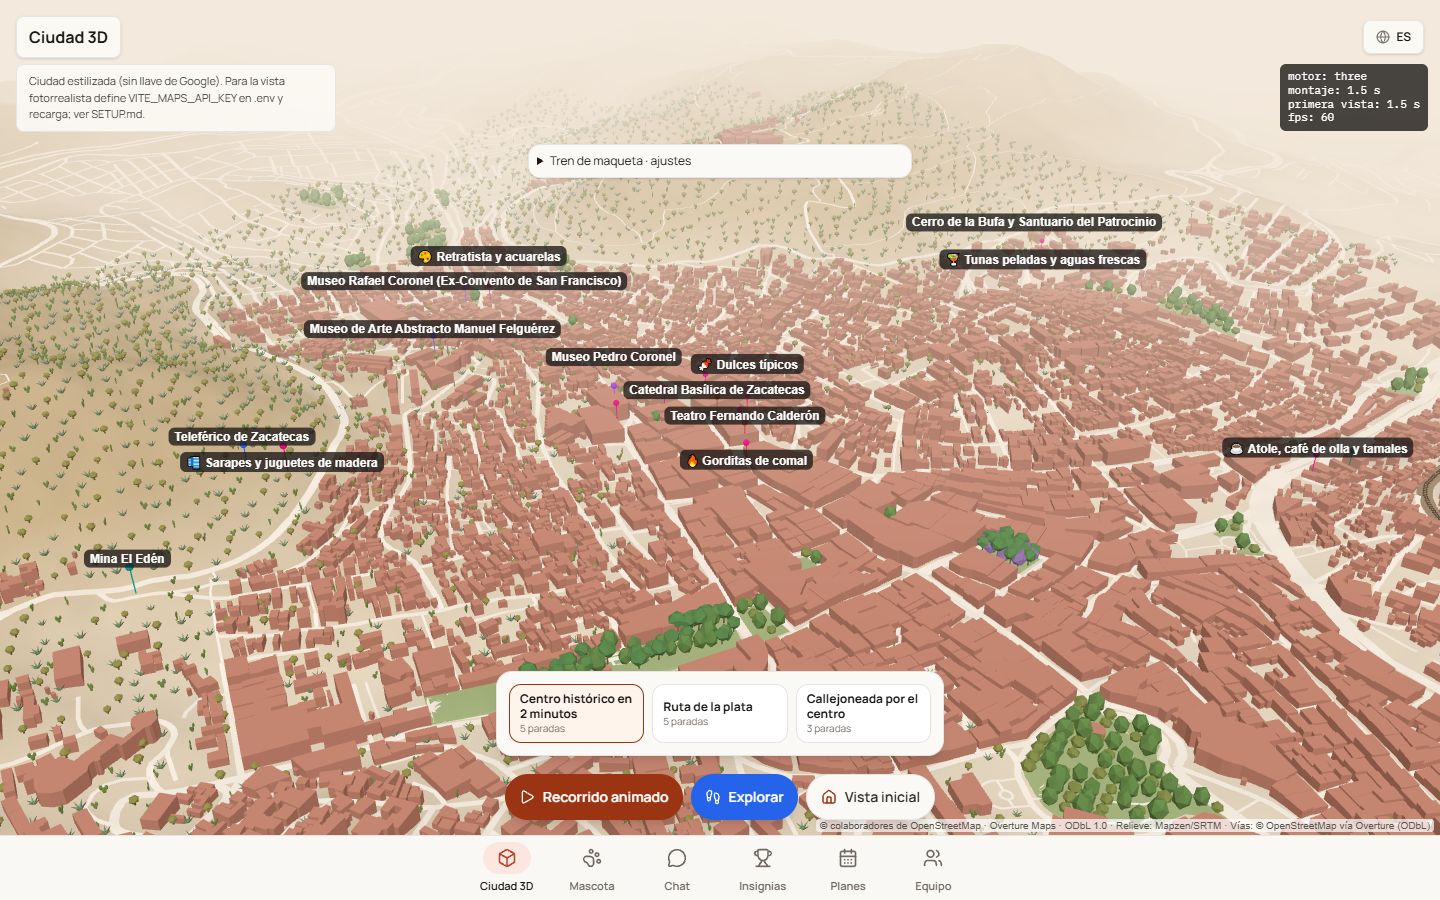 Ciudad 3D
ES
Ciudad estilizada (sin llave de Google). Para la vista
fotorrealista define VITE_MAPS_API_KEY en .env y
recarga; ver SETUP.md.
motor: three
montaje: 1.5 s
primera vista: 1.5 s
fps: 60
Tren de maqueta · ajustes
Cerro de la Bufa y Santuario del Patrocinio
Retratista y acuarelas
Tunas peladas y aguas frescas
Museo Rafael Coronel (Ex-Convento de San Francisco)
Museo de Arte Abstracto Manuel Felguérez
Museo Pedro Coronel
Dulces típicos
Catedral Basílica de Zacatecas
Teatro Fernando Calderón
Teleférico de Zacatecas
Sarapes y juguetes de madera
Gorditas de comal
Atole, café de olla y tamales
Mina El Edén
Centro histórico en
2 minutos
5 paradas
Ruta de la plata
5 paradas
Callejoneada por el
centro
3 paradas
Recorrido animado
Explorar
Vista inicial
© colaboradores de OpenStreetMap · Overture Maps · ODbL 1.0 · Relieve: Mapzen/SRTM · Vías: © OpenStreetMap vía Overture (ODbL)
Ciudad 3D
Mascota
Chat
Insignias
Planes
Equipo